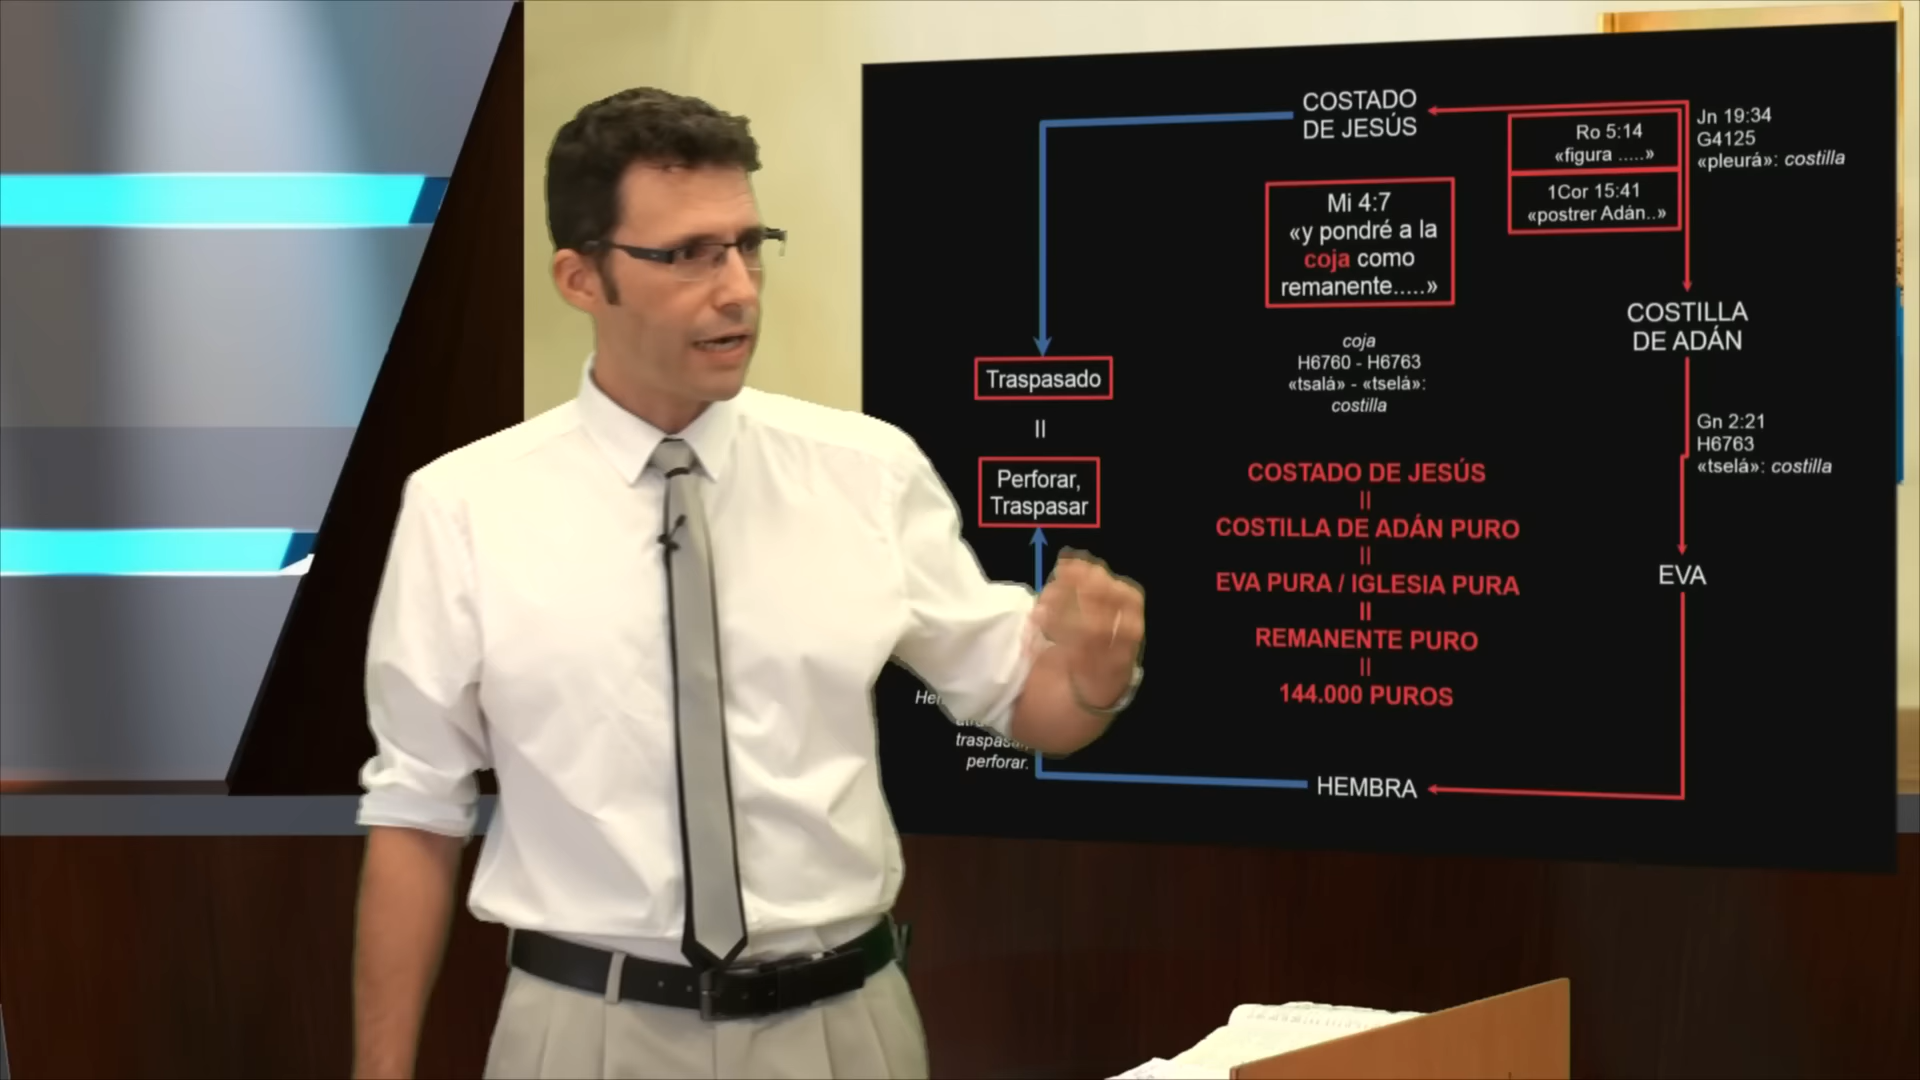 COSTADO
DE JESÚS
Jn 19:34
G4125
«pleurá»: costilla
Ro 5:14
«figura .....»
1Cor 15:41
«postrer Adán..»
Mi 4:7
«y pondré a la
coja como
remanente.....»
coja
H6760 - H6763
«tsalá» - «tselá»:
costilla
COSTILLA
DE ADÁN
Traspasado
II
Perforar,
Traspasar
Gn 2:21
H6763
«tselá»: costilla
COSTADO DE JESÚS
II
COSTILLA DE ADÁN PURO
II
EVA PURA / IGLESIA PURA
II
REMANENTE PURO
II
144.000 PUROS
EVA
perforar.
HEMBRA